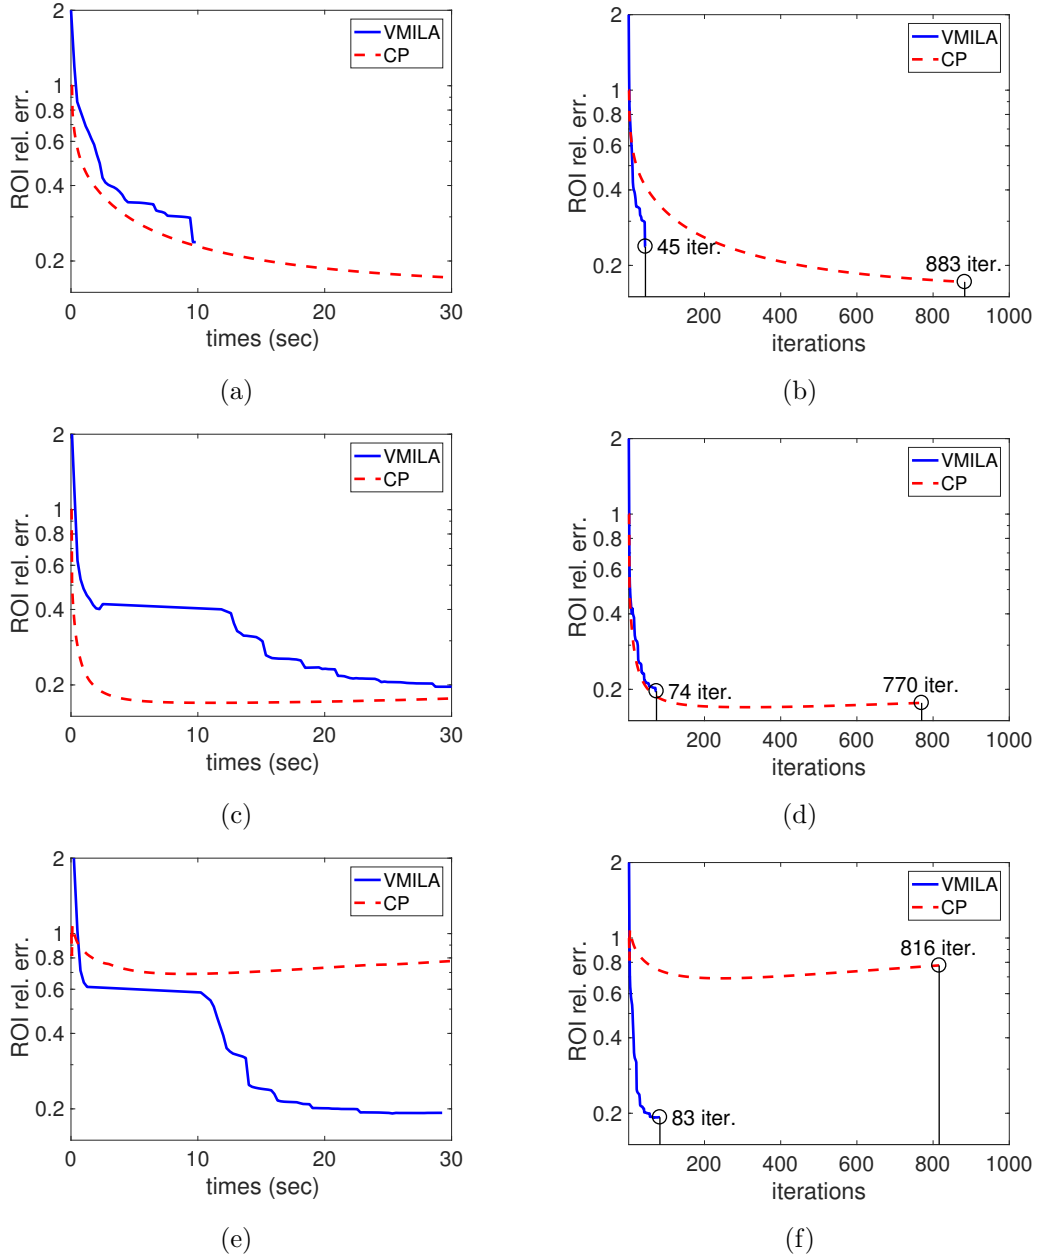 2
1
0.8
0.6
0.4
0.2
ROI rel. err.
VMILA
CP
0 10 20 30
times (sec)
(a)
2
1
0.8
0.6
0.4
0.2
ROI rel. err.
VMILA
CP
45 iter.
883 iter.
200 400 600 800 1000
iterations
(b)
2
1
0.8
0.6
0.4
0.2
ROI rel. err.
VMILA
CP
0 10 20 30
times (sec)
(c)
2
1
0.8
0.6
0.4
0.2
ROI rel. err.
VMILA
CP
74 iter.
770 iter.
200 400 600 800 1000
iterations
(d)
2
1
0.8
0.6
0.4
0.2
ROI rel. err.
VMILA
CP
0 10 20 30
times (sec)
(e)
2
1
0.8
0.6
0.4
0.2
ROI rel. err.
VMILA
CP
816 iter.
83 iter.
200 400 600 800 1000
iterations
(f)